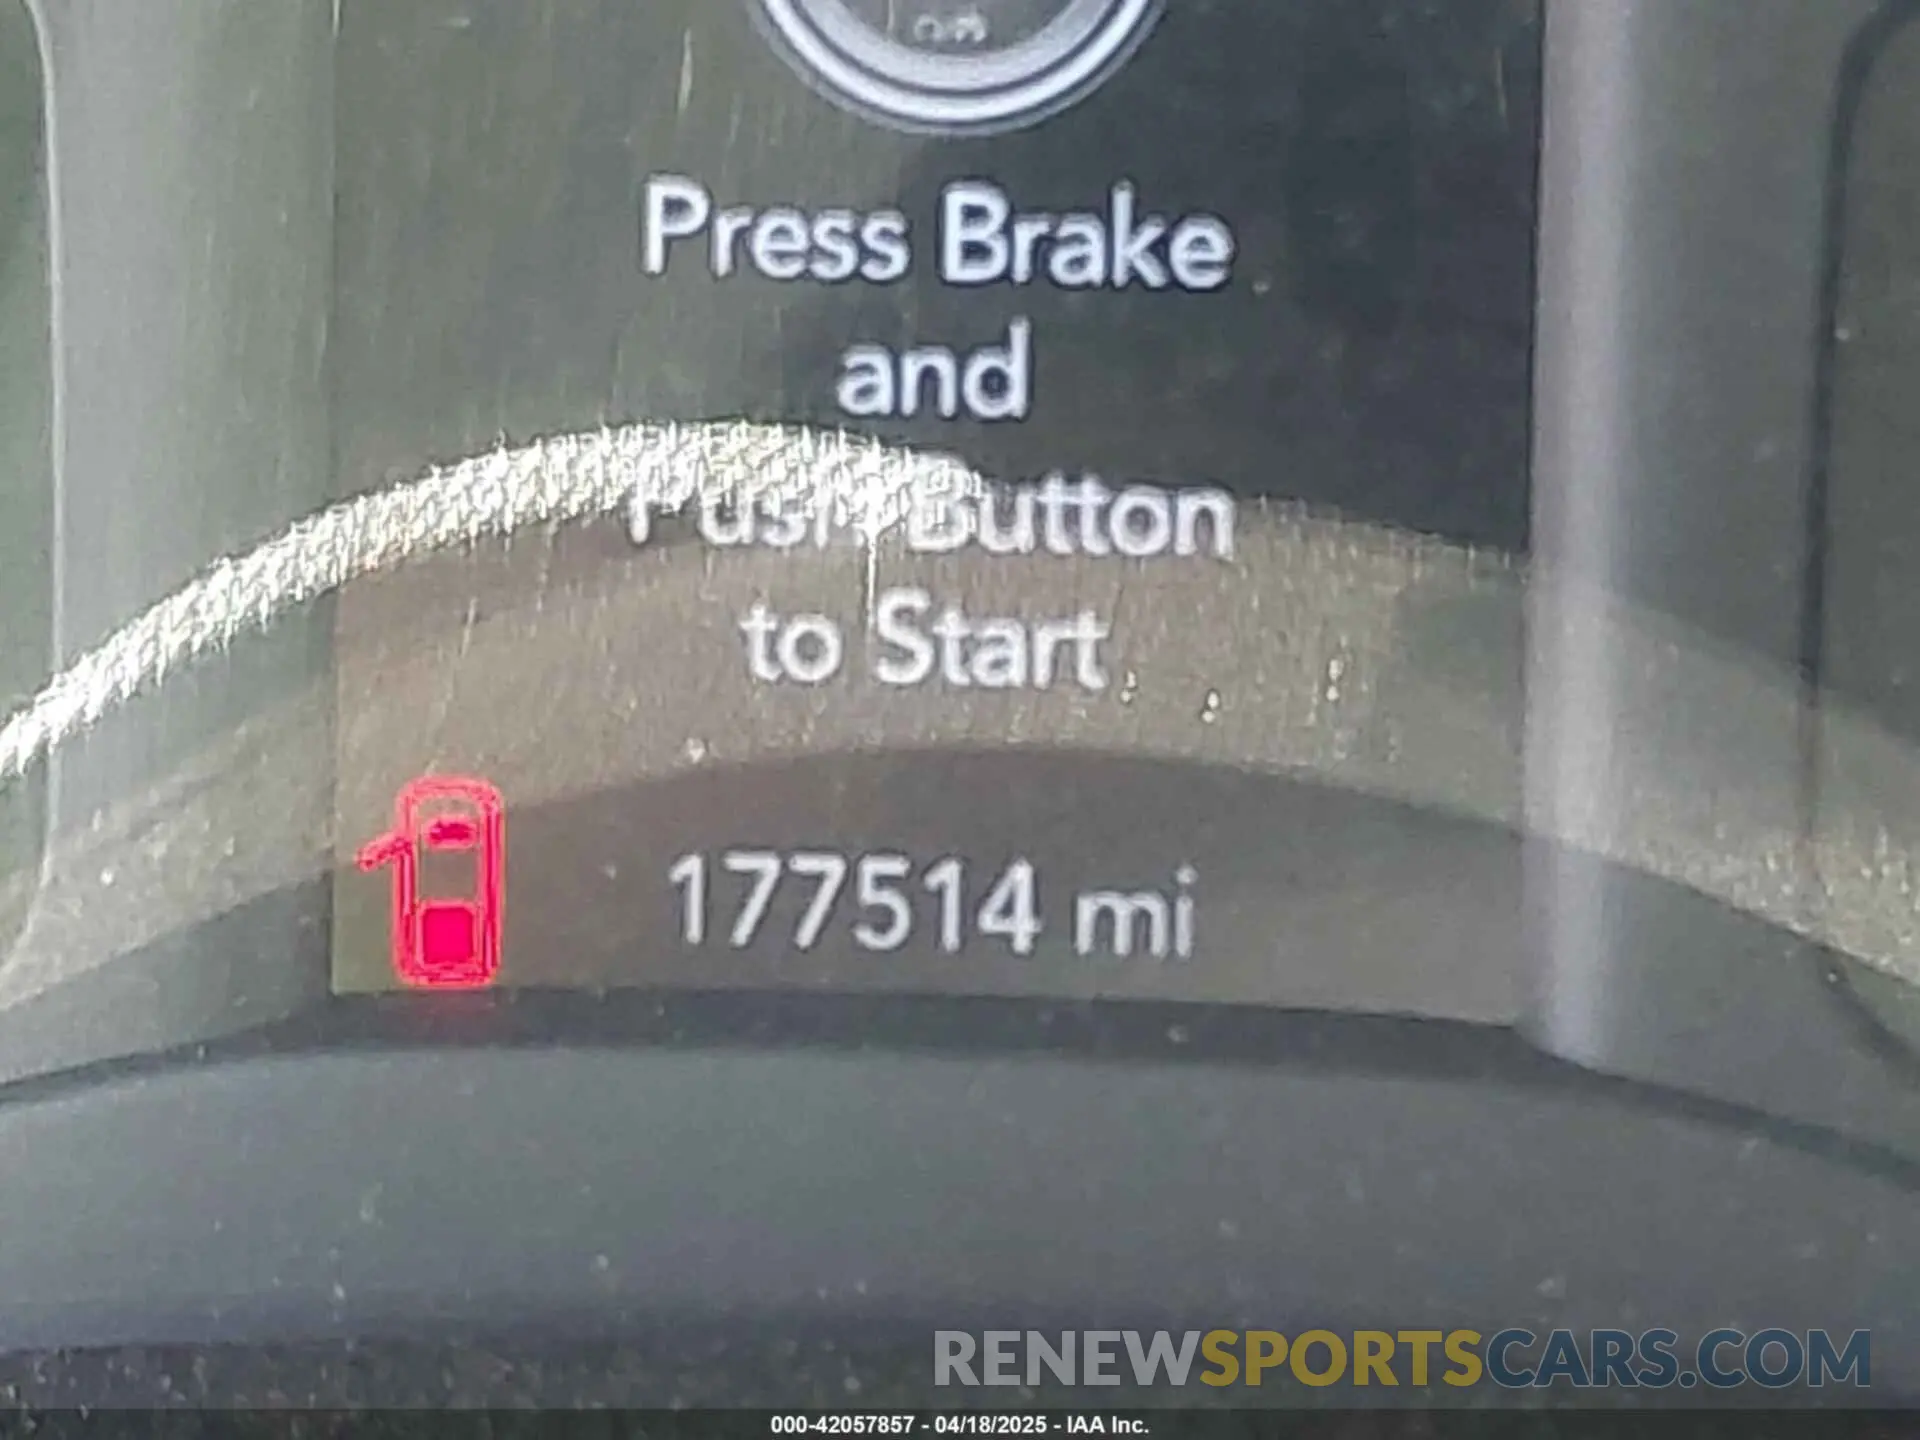 Press Brake
and
Push Button
to Start
177514 mi
RENEWSPORTSCARS.COM
000-42057857 - 04/18/2025 - IAA Inc.